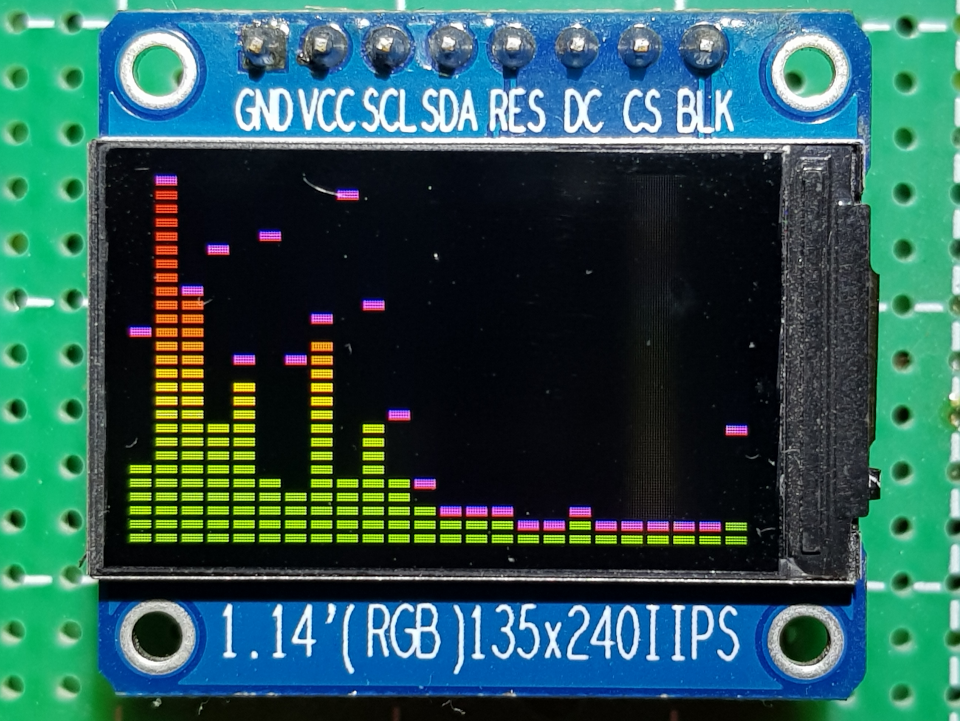 GND VCC SCL SDA RES DC CS BLK
1.14'(RGB)135x240IIPS